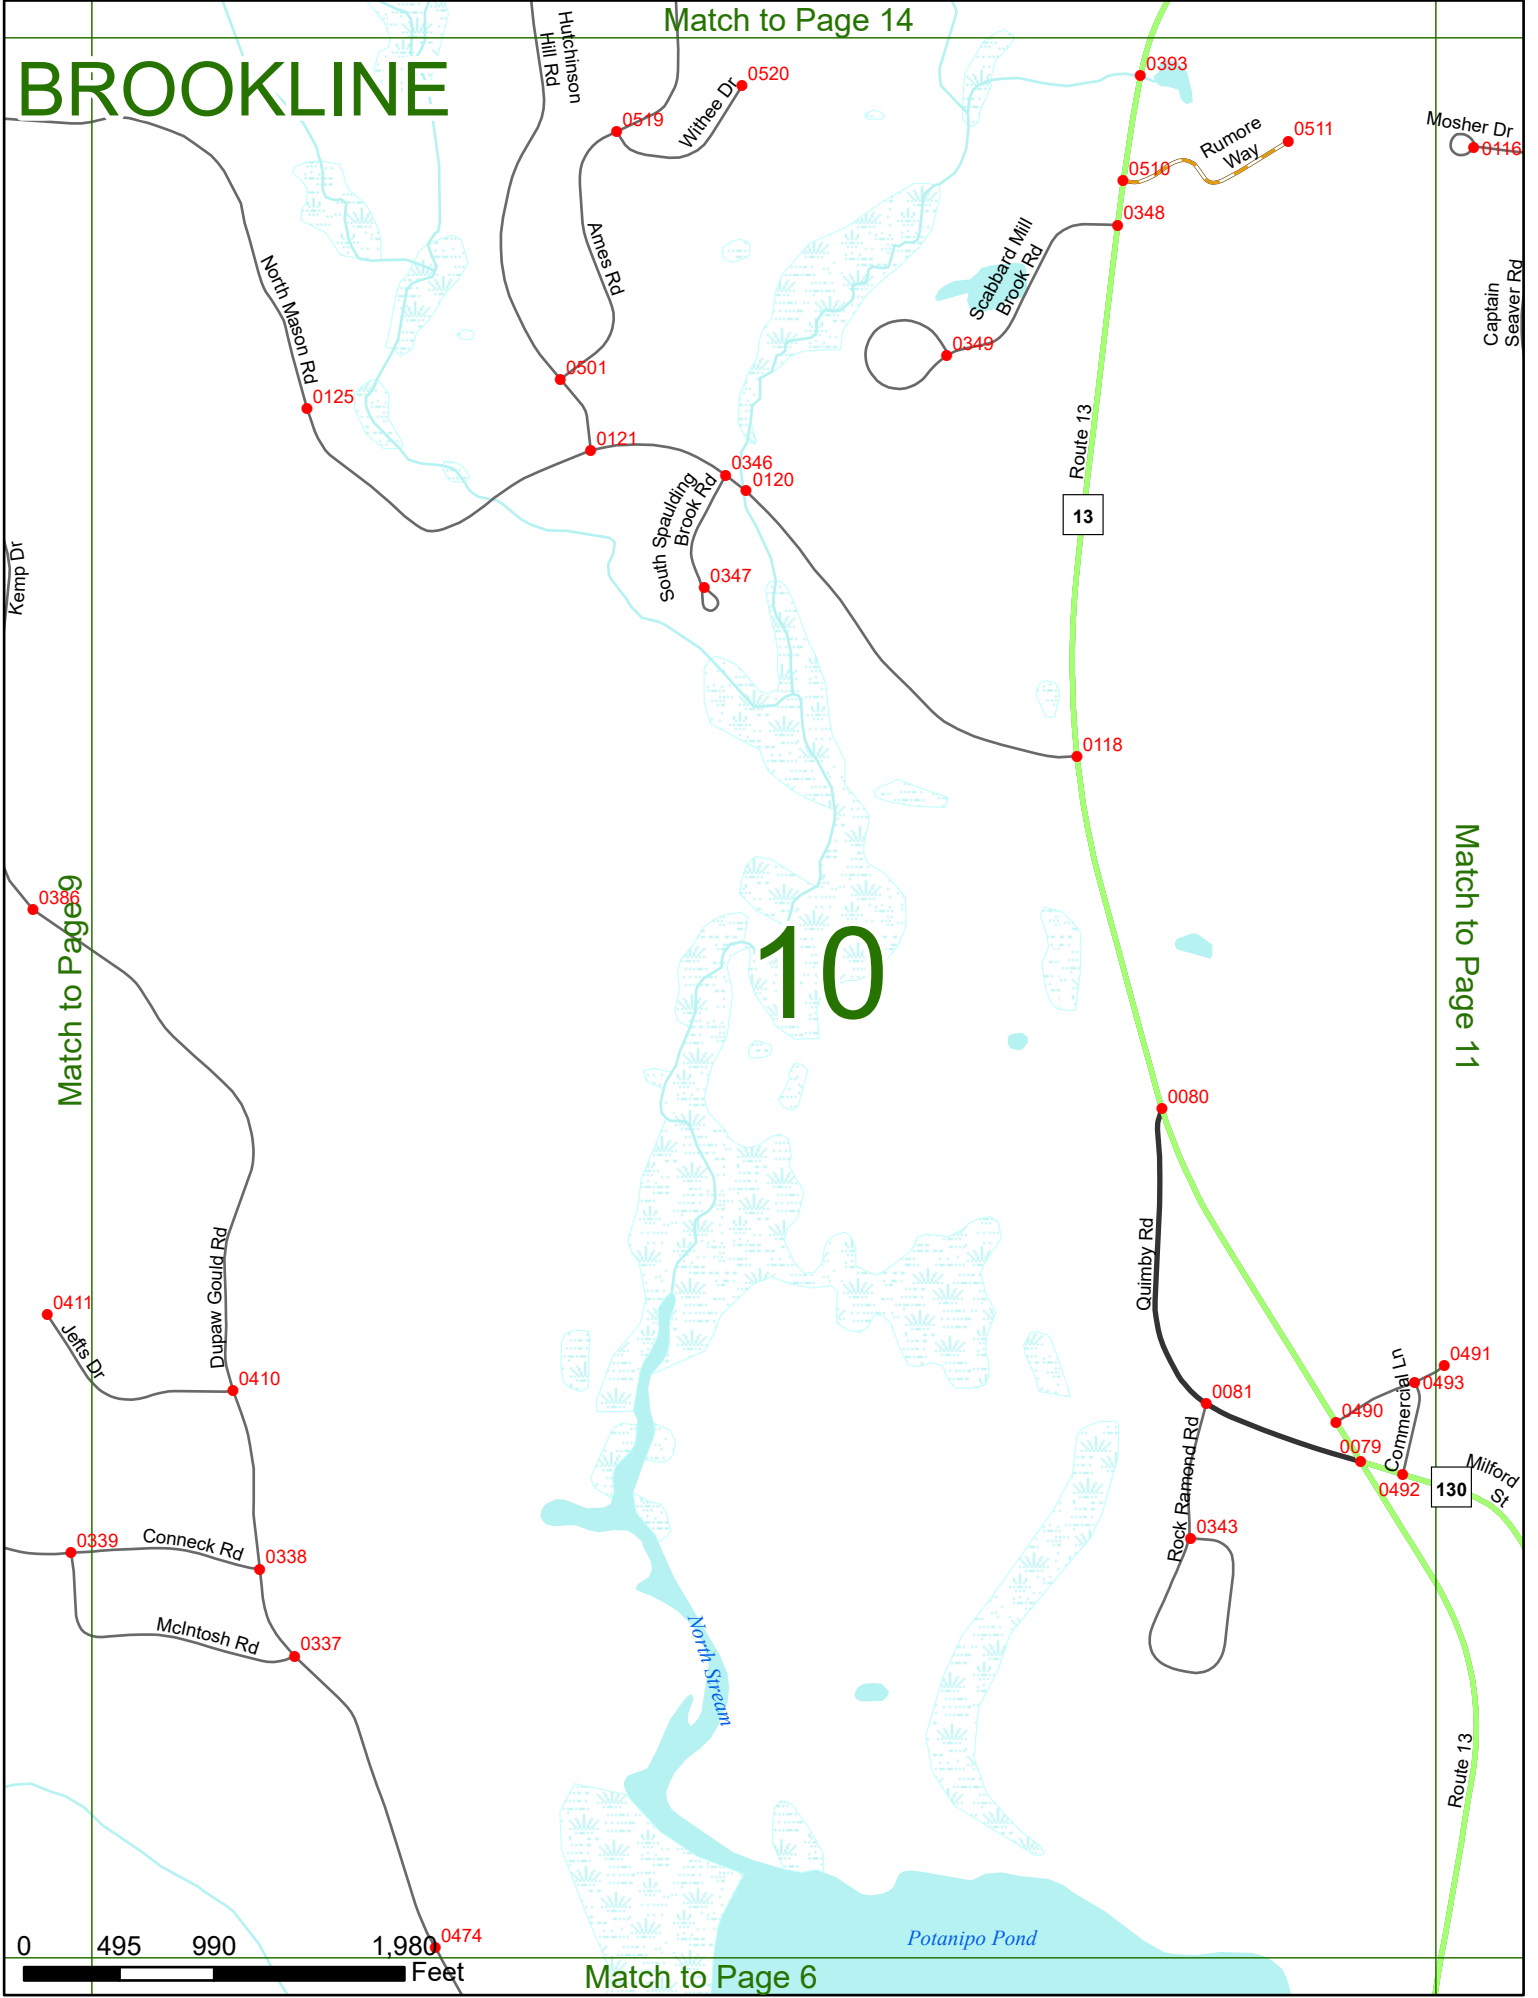 Match to Page 14
BROOKLINE
Hutchinson
Hill Rd
0520
Withee Dr
0519
0393
Rumore
Way
0511
Mosher Dr
0116
0510
0348
Scabbard Mill
Brook Rd
Ames Rd
North Mason Rd
Captain
Seaver Rd
0349
0501
0125
Route 13
0121
0346
0120
South Spaulding
Brook Rd
13
Kemp Dr
0347
0118
Match to Page 11
0386
Match to Page 9
10
0080
Quimby Rd
Dupaw Gould Rd
0411
Jefts Dr
0410
0491
0493
Commercial Ln
0081
0490
0079
0492
130
Milford
St
Rock Ramond Rd
0343
0339
Conneck Rd
0338
McIntosh Rd
0337
North Stream
Route 13
0474
Potanipo Pond
0 495 990 1,980
Feet
Match to Page 6